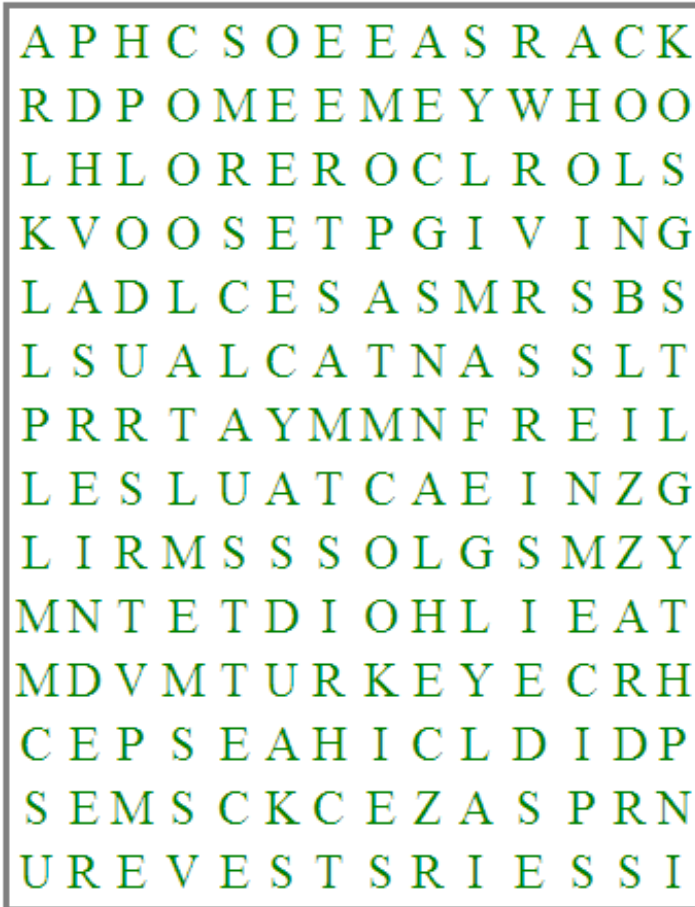 A P H C S O E E A S R A C K
R D P O M E E M E Y W H O O
L H L O R E R O C L R O L S
K V O O S E T P G I V I N G
L A D L C E S A S M R S B S
L S U A L C A T N A S S L T
P R R T A Y M M N F R E I L
L E S L U A T C A E I N Z G
L I R M S S S O L G S M Z Y
M N T E T D I O H L I E A T
M D V M T U R K E Y E C R H
C E P S E A H I C L D I D P
S E M S C K C E Z A S P R N
U R E V E S T S R I E S S I